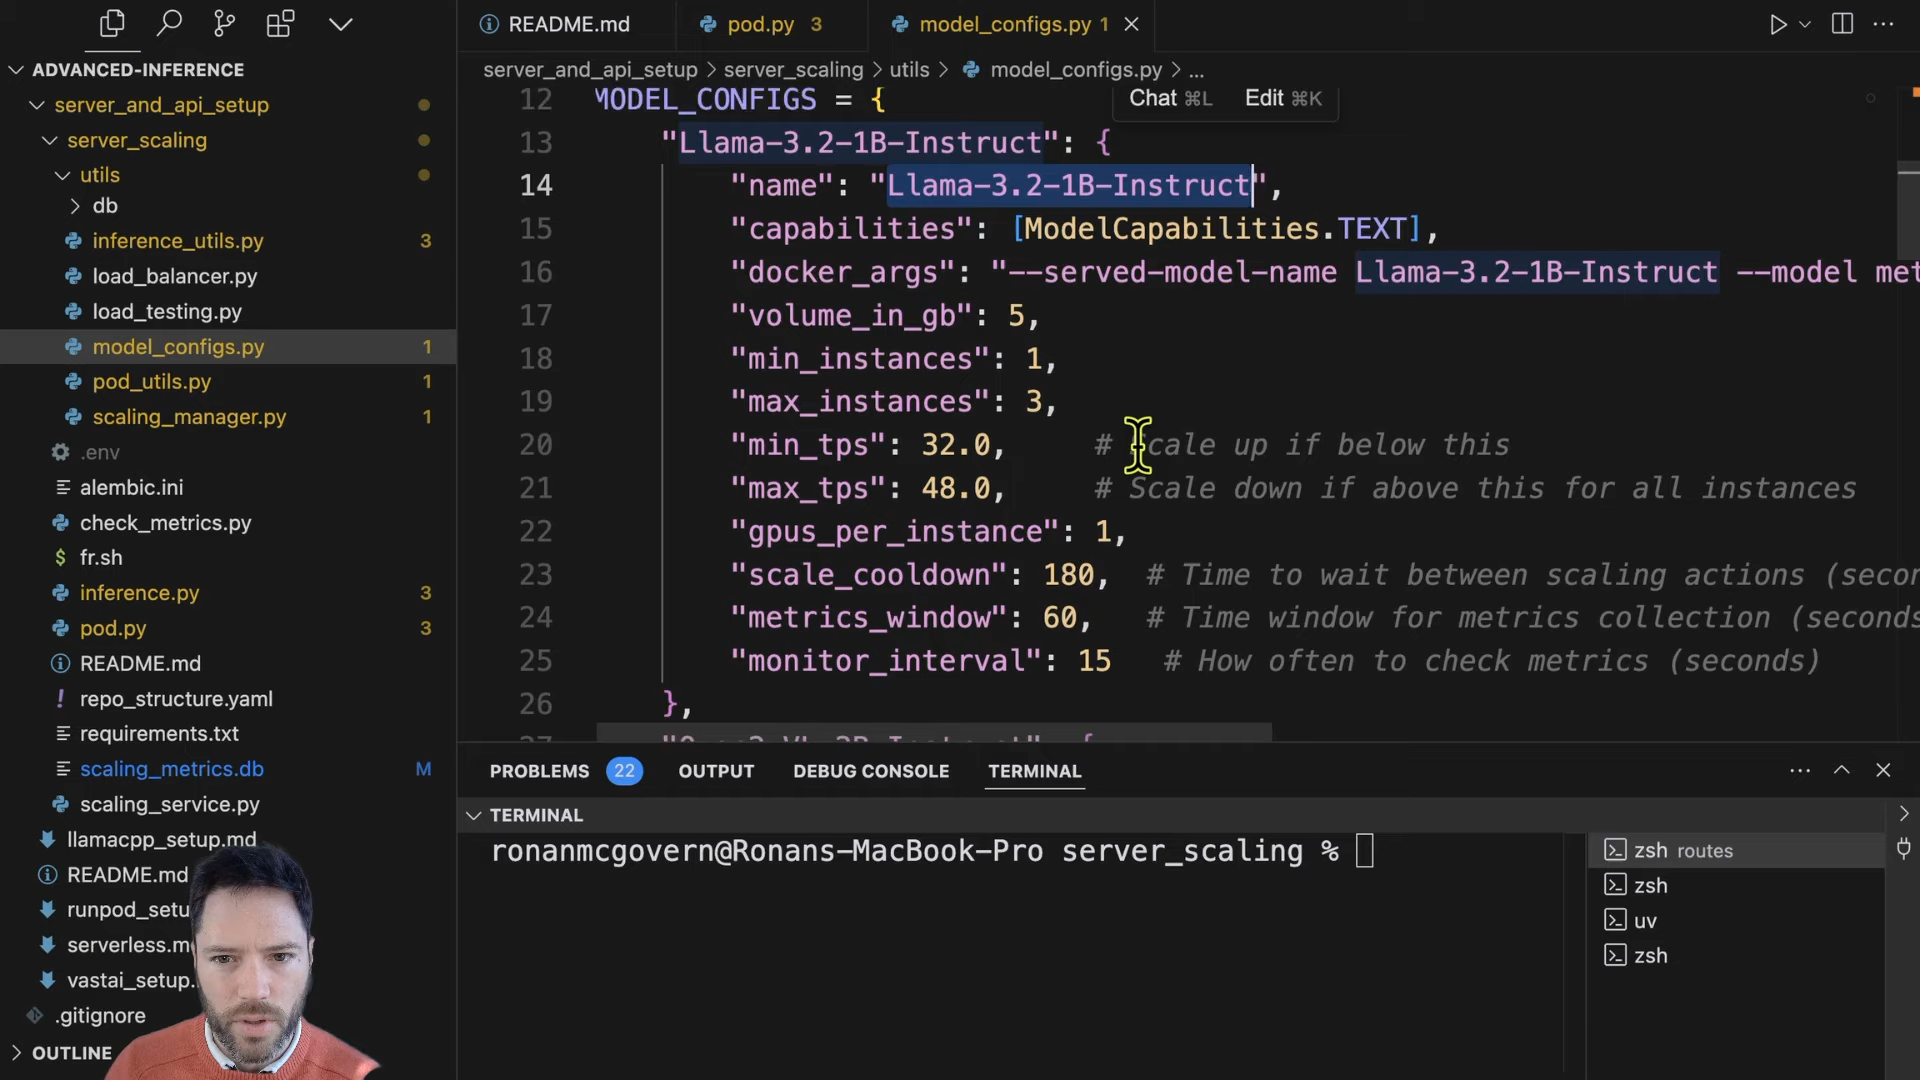 README.md
pod.py 3
model_configs.py 1
ADVANCED-INFERENCE
server_and_api_setup
server_scaling
utils
db
inference_utils.py 3
load_balancer.py
load_testing.py
model_configs.py 1
pod_utils.py 1
scaling_manager.py 1
.env
alembic.ini
check_metrics.py
$ fr.sh
inference.py 3
pod.py 3
README.md
! repo_structure.yaml
requirements.txt
scaling_metrics.db M
scaling_service.py
llamacpp_setup.md
README.md
runpod_setu
serverless.m
vastai_setup.
.gitignore
OUTLINE
server_and_api_setup > server_scaling > utils > model_configs.py > ...
Chat ⌘L Edit ⌘K
12 MODEL_CONFIGS = {
13 "Llama-3.2-1B-Instruct": {
14 "name": "Llama-3.2-1B-Instruct",
15 "capabilities": [ModelCapabilities.TEXT],
16 "docker_args": "--served-model-name Llama-3.2-1B-Instruct --model met
17 "volume_in_gb": 5,
18 "min_instances": 1,
19 "max_instances": 3,
20 "min_tps": 32.0, # Scale up if below this
21 "max_tps": 48.0, # Scale down if above this for all instances
22 "gpus_per_instance": 1,
23 "scale_cooldown": 180, # Time to wait between scaling actions (secon
24 "metrics_window": 60, # Time window for metrics collection (seconds
25 "monitor_interval": 15 # How often to check metrics (seconds)
26 },
PROBLEMS 22 OUTPUT DEBUG CONSOLE TERMINAL
TERMINAL
ronanmcgovern@Ronans-MacBook-Pro server_scaling %
zsh routes
zsh
uv
zsh